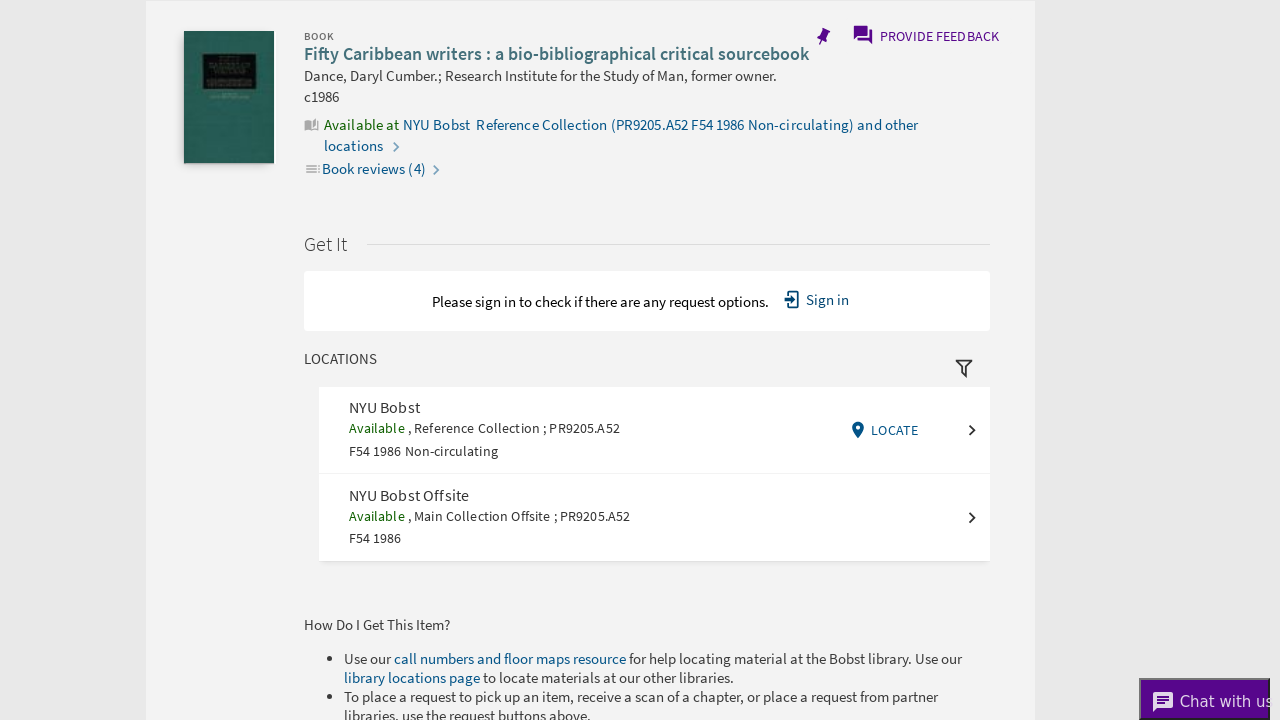 BOOK
Fifty Caribbean writers : a bio-bibliographical critical sourcebook
PROVIDE FEEDBACK
Dance, Daryl Cumber.; Research Institute for the Study of Man, former owner.
c1986
Available at NYU Bobst Reference Collection (PR9205.A52 F54 1986 Non-circulating) and other
locations
Book reviews (4)
Get It
Please sign in to check if there are any request options. Sign in
LOCATIONS
NYU Bobst
Available , Reference Collection ; PR9205.A52
F54 1986 Non-circulating
LOCATE
NYU Bobst Offsite
Available , Main Collection Offsite ; PR9205.A52
F54 1986
How Do I Get This Item?
Use our call numbers and floor maps resource for help locating material at the Bobst library. Use our
library locations page to locate materials at our other libraries.
To place a request to pick up an item, receive a scan of a chapter, or place a request from partner
libraries, use the request buttons above.
Chat with us